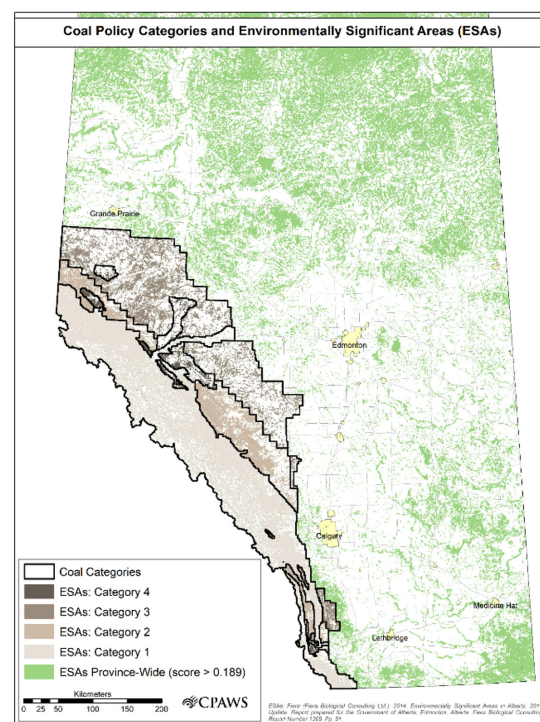 Coal Policy Categories and Environmentally Significant Areas (ESAs)
Grande Prairie
Edmonton
Calgary
Medicine Hat
Lethbridge
Coal Categories
ESAs: Category 4
ESAs: Category 3
ESAs: Category 2
ESAs: Category 1
ESAs Province-Wide (score > 0.189)
Kilometers
0 25 50 100 150 200
CPAWS
ESAs: Fiera (Fiera Biological Consulting Ltd.). 2014. Environmentally Significant Areas in Alberta: 201
Update. Report prepared for the Government of Alberta, Edmonton, Alberta. Fiera Biological Consulting
Report Number 1305. Pp. 51.